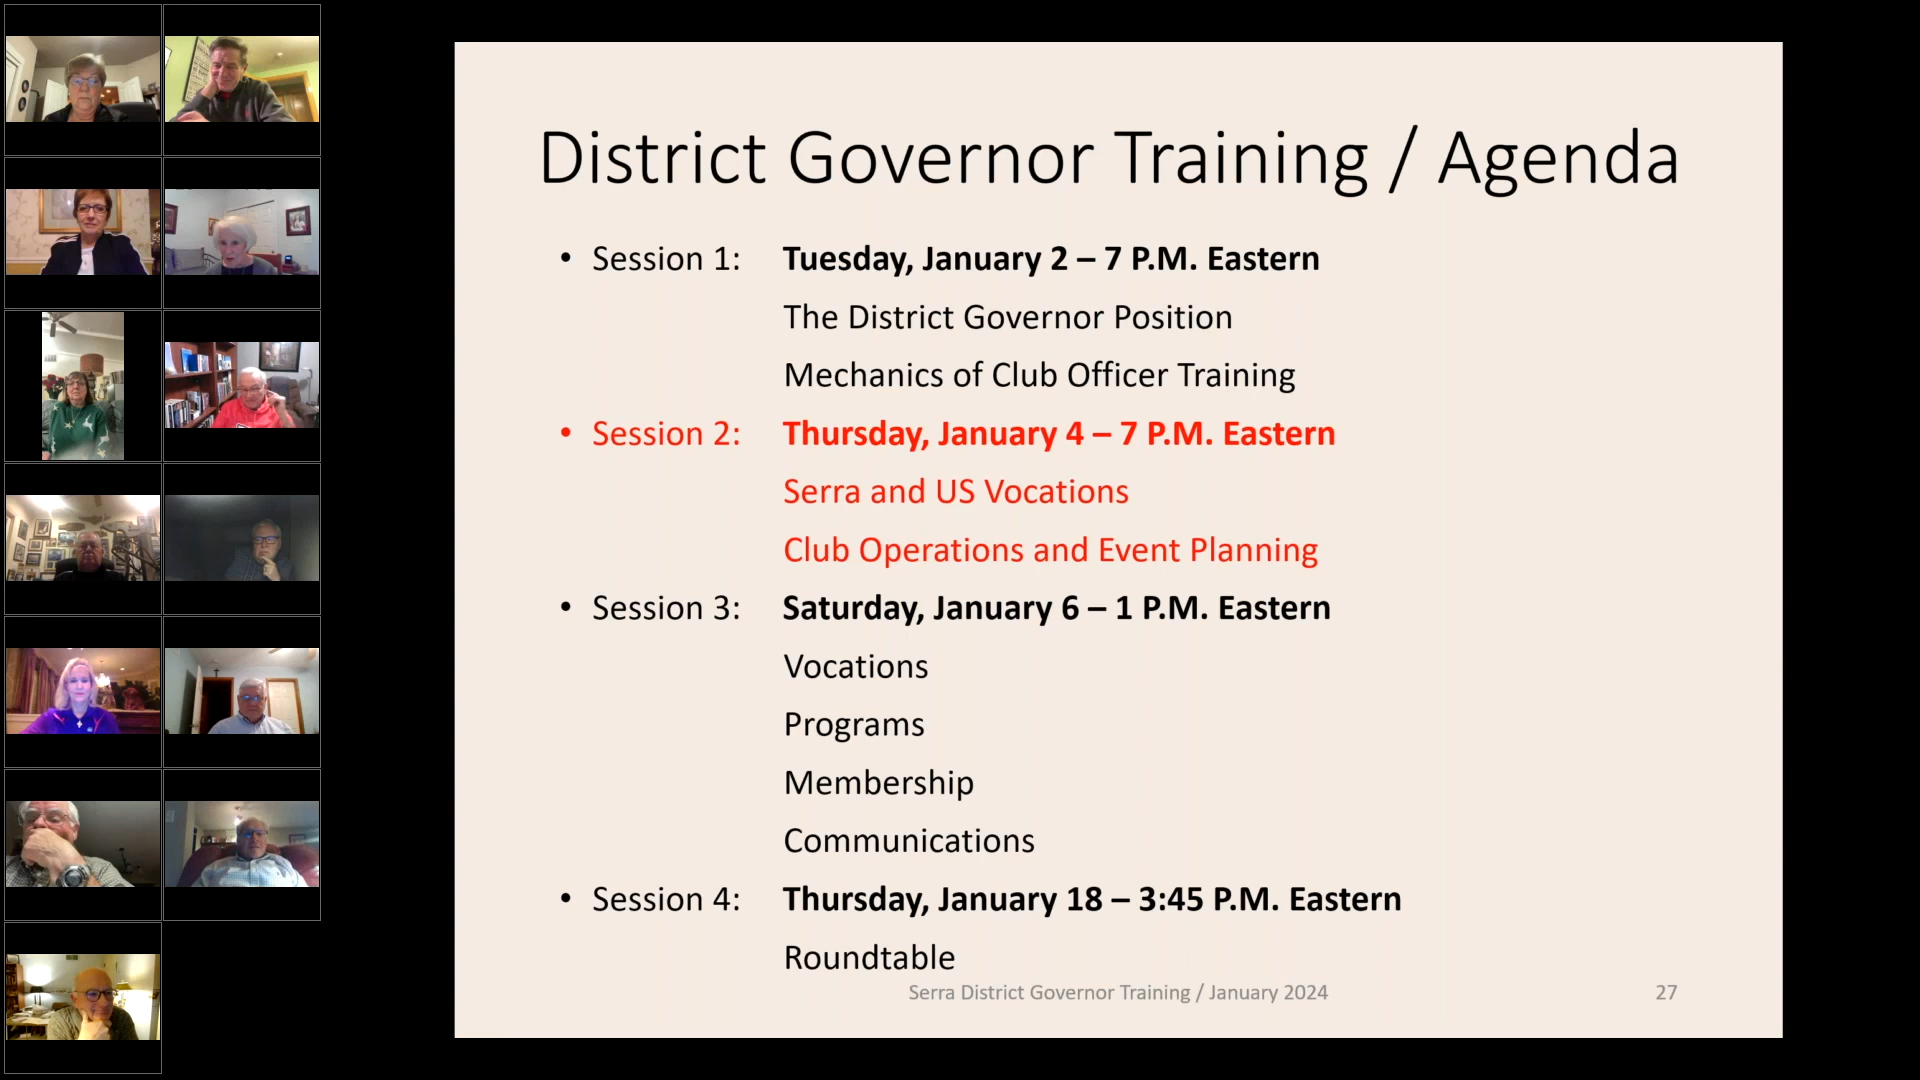 District Governor Training / Agenda
• Session 1: Tuesday, January 2 – 7 P.M. Eastern
The District Governor Position
Mechanics of Club Officer Training
• Session 2: Thursday, January 4 – 7 P.M. Eastern
Serra and US Vocations
Club Operations and Event Planning
• Session 3: Saturday, January 6 – 1 P.M. Eastern
Vocations
Programs
Membership
Communications
• Session 4: Thursday, January 18 – 3:45 P.M. Eastern
Roundtable
Serra District Governor Training / January 2024 27